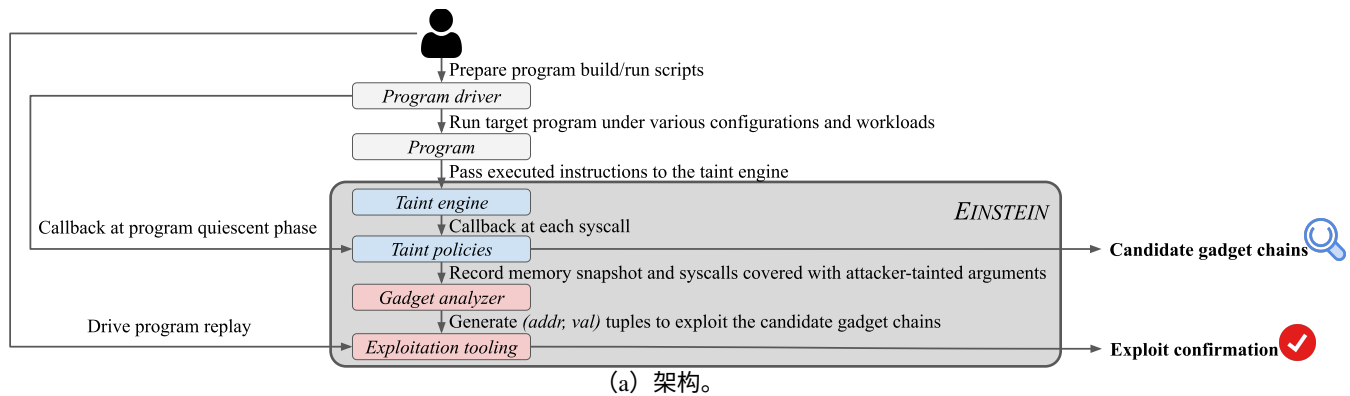 Prepare program build/run scripts
Program driver
Run target program under various configurations and workloads
Program
Pass executed instructions to the taint engine
Taint engine
EINSTEIN
Callback at each syscall
Callback at program quiescent phase
Taint policies
Candidate gadget chains
Record memory snapshot and syscalls covered with attacker-tainted arguments
Gadget analyzer
Generate (addr, val) tuples to exploit the candidate gadget chains
Drive program replay
Exploitation tooling
Exploit confirmation
（a）架构。